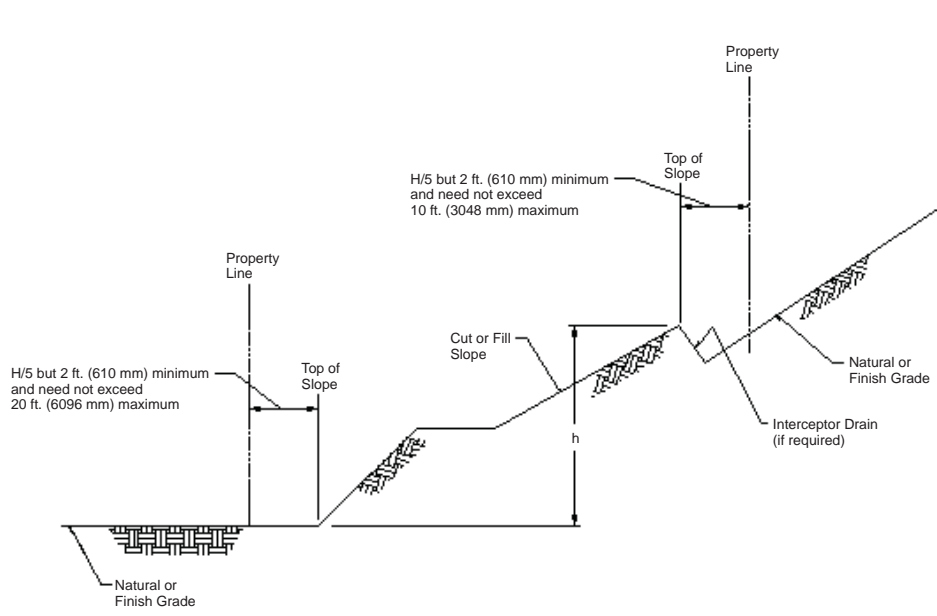 Property
Line
Top of
Slope
H/5 but 2 ft. (610 mm) minimum
and need not exceed
10 ft. (3048 mm) maximum
Property
Line
Cut or Fill
Slope
Natural or
Finish Grade
H/5 but 2 ft. (610 mm) minimum
and need not exceed
20 ft. (6096 mm) maximum
Top of
Slope
Interceptor Drain
(if required)
h
Natural or
Finish Grade